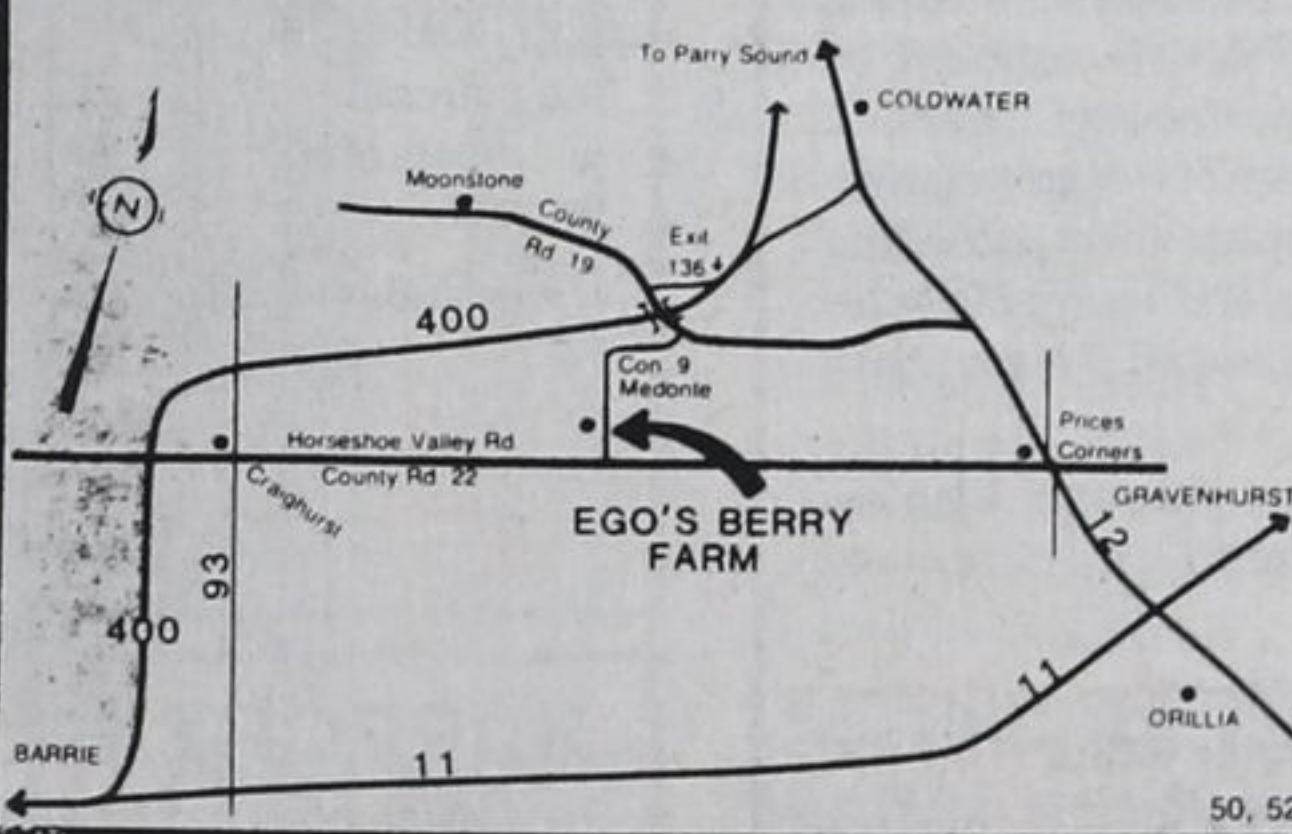 To Parry Sound
COLDWATER
Moonstone
County
Rd 19
Exit
136
N
400
Con 9
Medonte
Horseshoe Valley Rd
County Rd 22
Craighurst
Prices
Corners
GRAVENHURST
EGO'S BERRY
FARM
12
93
400
11
ORILLIA
BARRIE
11
50, 52